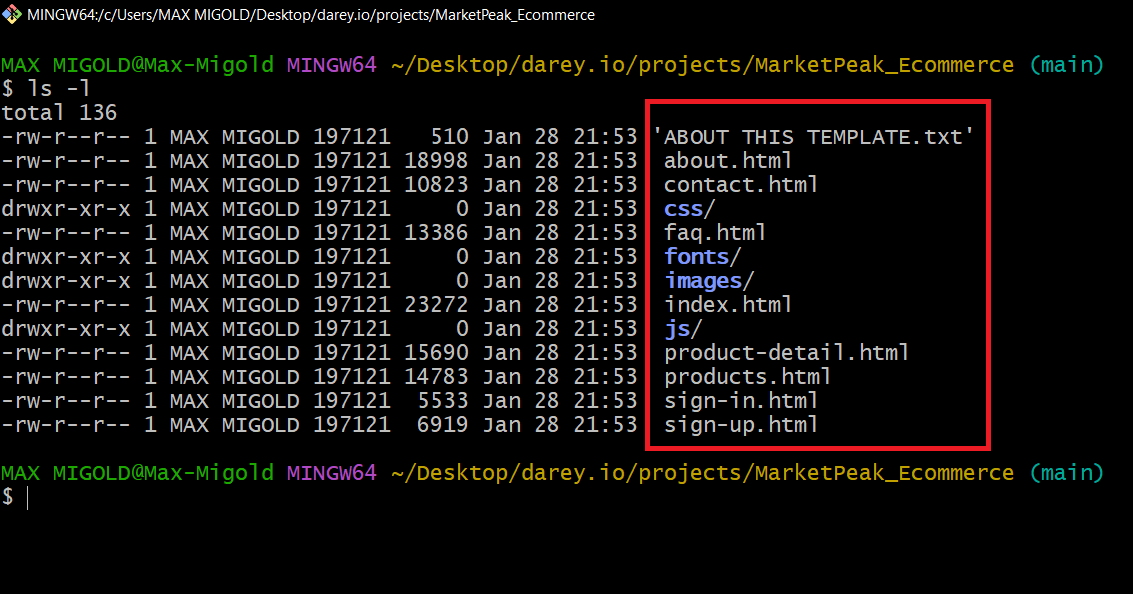 MINGW64:/c/Users/MAX MIGOLD/Desktop/darey.io/projects/MarketPeak_Ecommerce
MAX MIGOLD@Max-Migold MINGW64 ~/Desktop/darey.io/projects/MarketPeak_Ecommerce (main)
$ ls -l
total 136
-rw-r--r-- 1 MAX MIGOLD 197121   510 Jan 28 21:53 'ABOUT THIS TEMPLATE.txt'
-rw-r--r-- 1 MAX MIGOLD 197121 18998 Jan 28 21:53  about.html
-rw-r--r-- 1 MAX MIGOLD 197121 10823 Jan 28 21:53  contact.html
drwxr-xr-x 1 MAX MIGOLD 197121     0 Jan 28 21:53  css/
-rw-r--r-- 1 MAX MIGOLD 197121 13386 Jan 28 21:53  faq.html
drwxr-xr-x 1 MAX MIGOLD 197121     0 Jan 28 21:53  fonts/
drwxr-xr-x 1 MAX MIGOLD 197121     0 Jan 28 21:53  images/
-rw-r--r-- 1 MAX MIGOLD 197121 23272 Jan 28 21:53  index.html
drwxr-xr-x 1 MAX MIGOLD 197121     0 Jan 28 21:53  js/
-rw-r--r-- 1 MAX MIGOLD 197121 15690 Jan 28 21:53  product-detail.html
-rw-r--r-- 1 MAX MIGOLD 197121 14783 Jan 28 21:53  products.html
-rw-r--r-- 1 MAX MIGOLD 197121  5533 Jan 28 21:53  sign-in.html
-rw-r--r-- 1 MAX MIGOLD 197121  6919 Jan 28 21:53  sign-up.html
MAX MIGOLD@Max-Migold MINGW64 ~/Desktop/darey.io/projects/MarketPeak_Ecommerce (main)
$